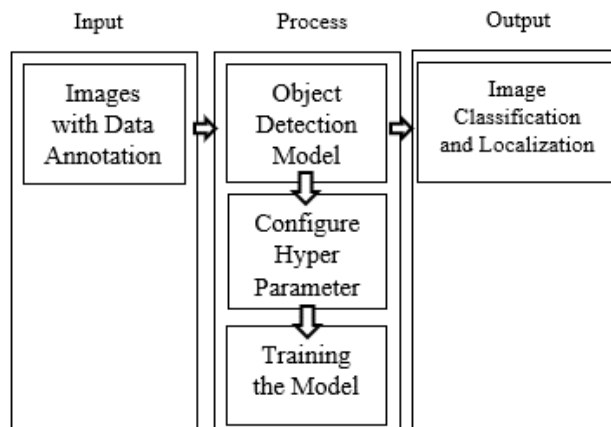 Input
Process
Output
Images
with Data
Annotation
Object
Detection
Model
Configure
Hyper
Parameter
Training
the Model
Image
Classification
and Localization